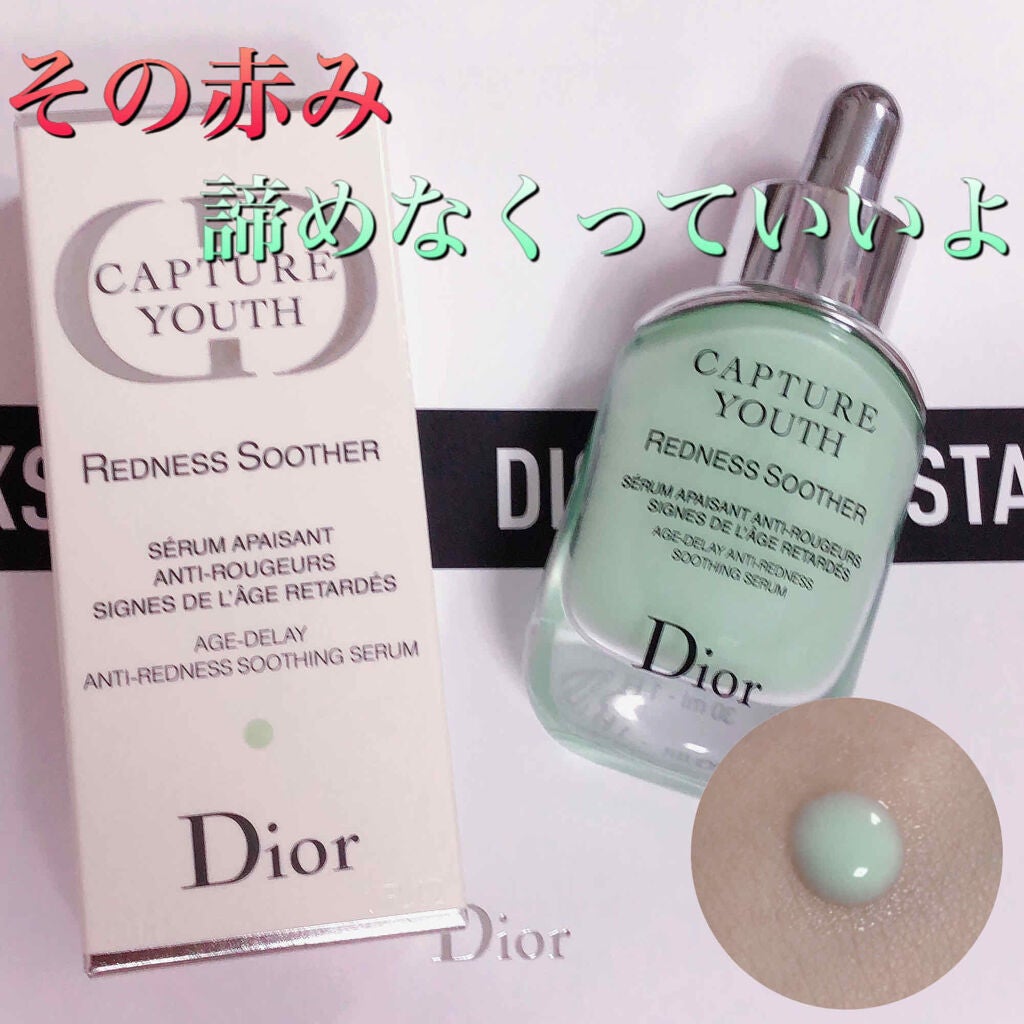 その赤み
諦めなくっていいよ
CAPTURE
YOUTH
REDNESS SOOTHER
SÉRUM APAISANT
ANTI-ROUGEURS
SIGNES DE L'ÂGE RETARDÉS
AGE-DELAY
ANTI-REDNESS SOOTHING SERUM
Dior
CAPTURE
YOUTH
REDNESS SOOTHER
SÉRUM APAISANT ANTI-ROUGEURS
SIGNES DE L'ÂGE RETARDÉS
AGE-DELAY ANTI-REDNESS
SOOTHING SERUM
Dior
Dior